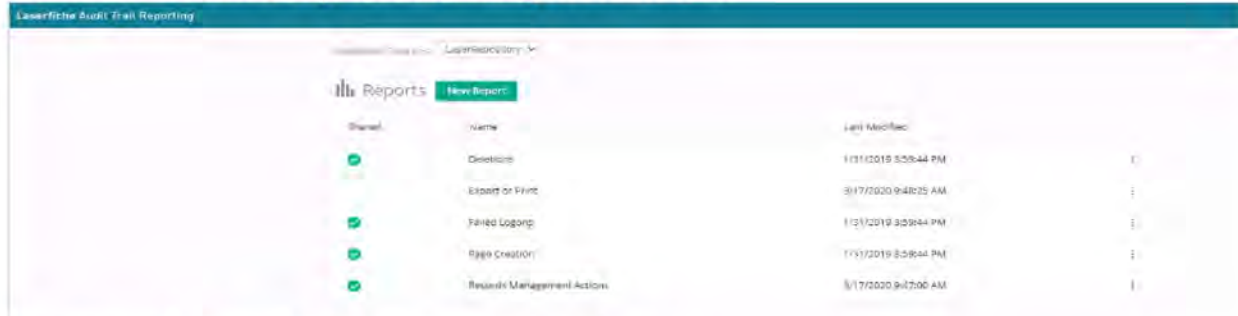 Laserfiche Audit Trail Reporting
LaserRepository
Reports New Report
Shared Name Last Modified
Deletions 1/31/2019 3:59:44 PM
Export or Print 3/17/2020 9:48:25 AM
Failed Logons 1/31/2019 3:59:44 PM
Page Creation 1/31/2019 3:59:44 PM
Records Management Actions 3/17/2020 9:47:00 AM